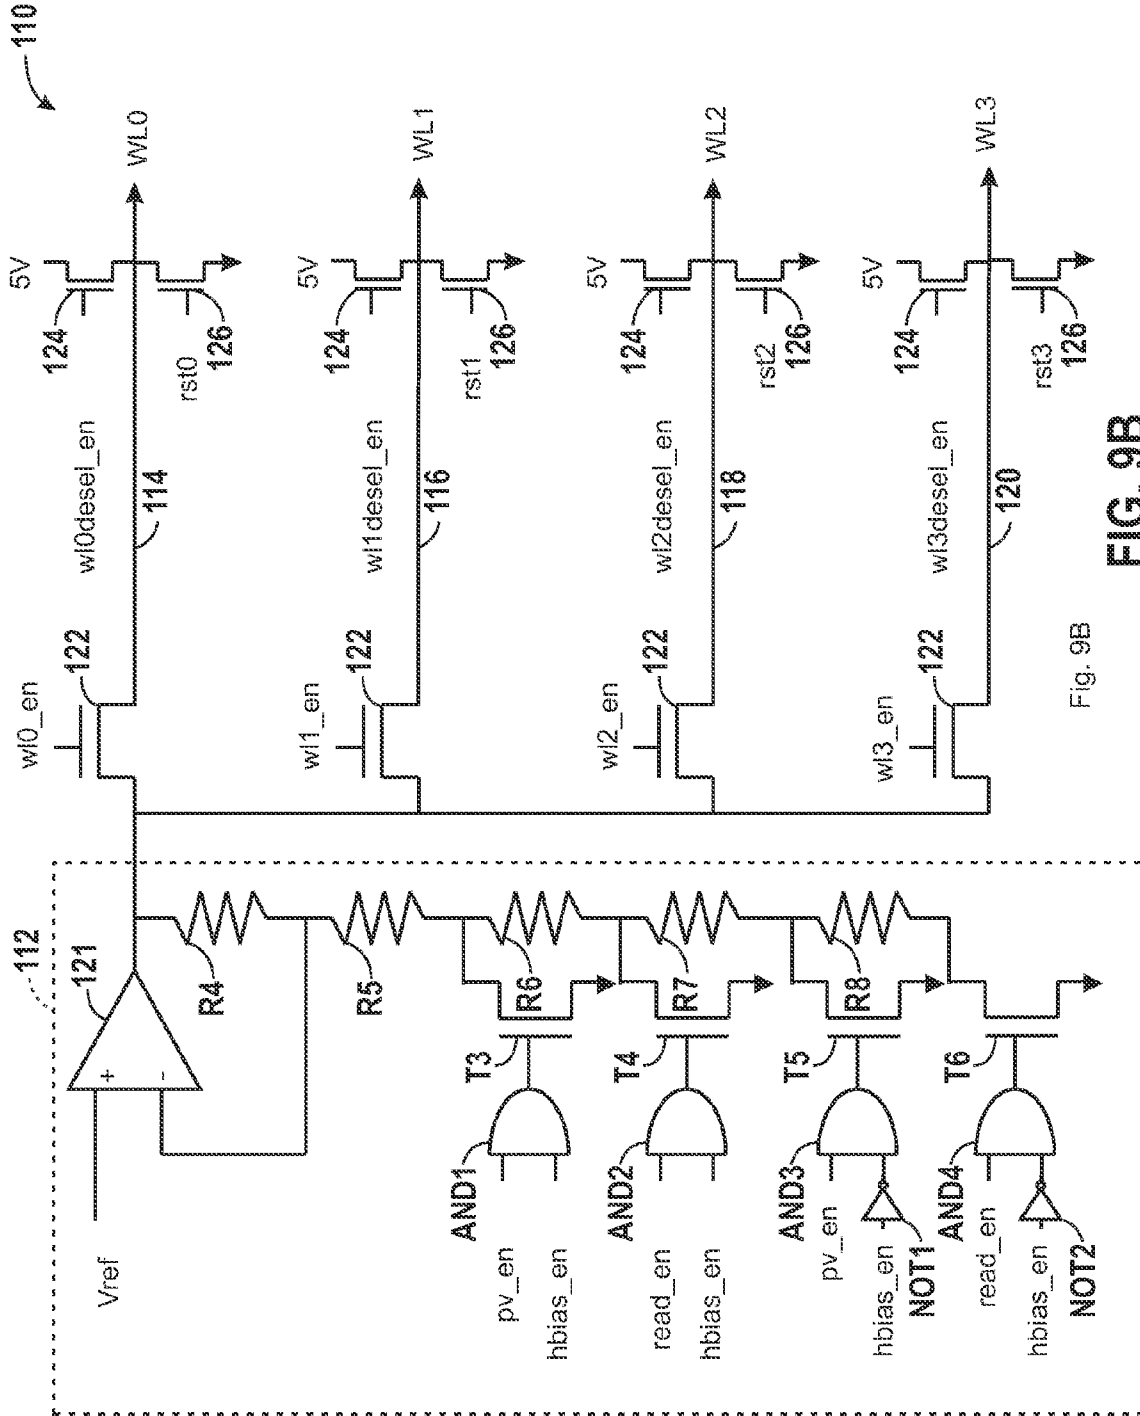 110
112
Vref
121
+
-
R4
R5
R6
R7
R8
T3
T4
T5
T6
AND1
pv_en
hbias_en
AND2
read_en
hbias_en
AND3
pv_en
hbias_en
NOT1
AND4
read_en
hbias_en
NOT2
wl0_en
122
wl0desel_en
114
5V
124
rst0
126
WL0
wl1_en
122
wl1desel_en
116
5V
124
rst1
126
WL1
wl2_en
122
wl2desel_en
118
5V
124
rst2
126
WL2
wl3_en
122
wl3desel_en
120
5V
124
rst3
126
WL3
Fig. 9B
FIG. 9B